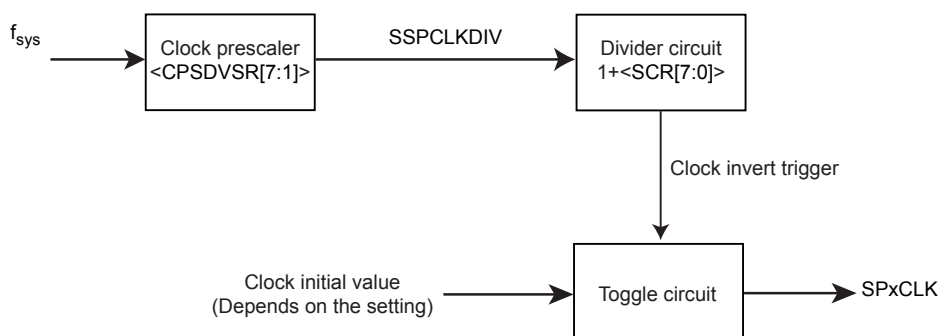 f_sys
Clock prescaler
<CPSDVSR[7:1]>
SSPCLKDIV
Divider circuit
1+<SCR[7:0]>
Clock invert trigger
Clock initial value
(Depends on the setting)
Toggle circuit
SPxCLK